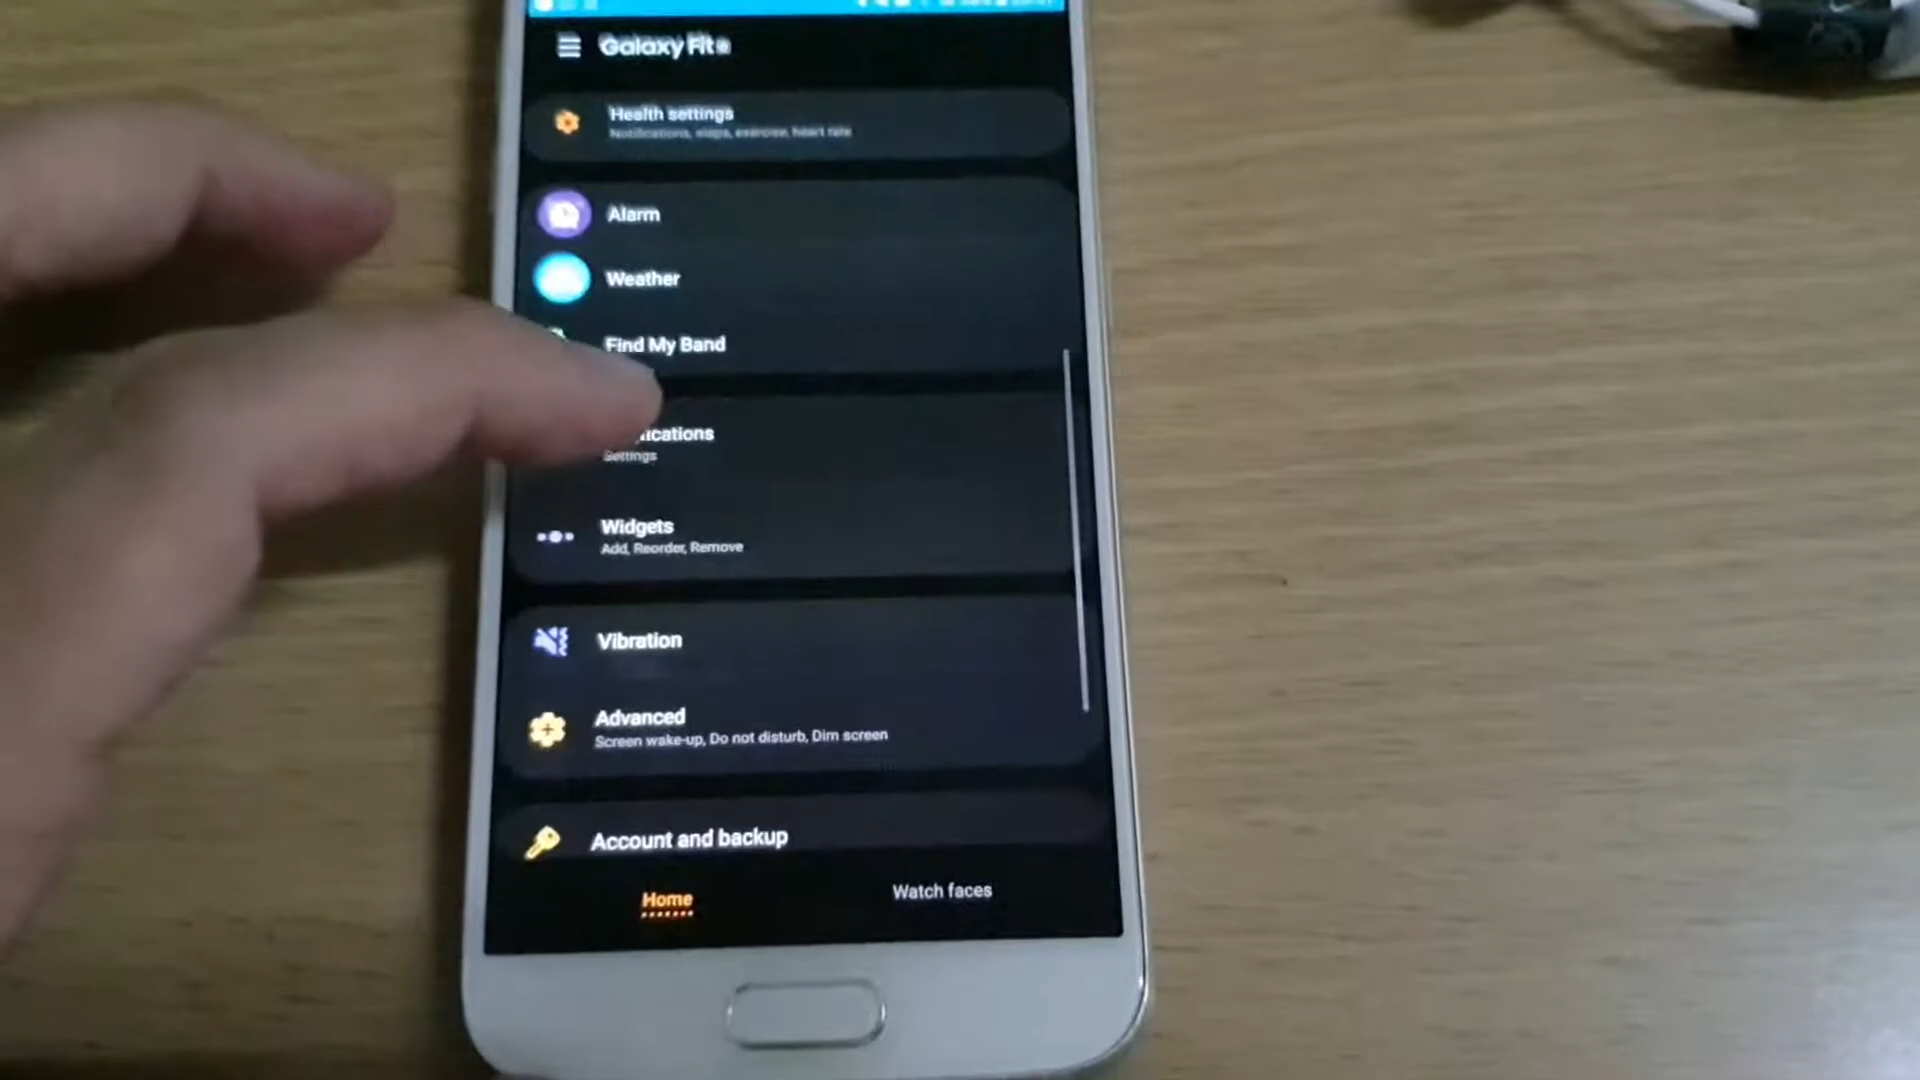 Galaxy Fit e
Health settings
Notifications, steps, exercise, heart rate
Alarm
Weather
Find My Band
ications
Settings
Widgets
Add, Reorder, Remove
Vibration
Advanced
Screen wake-up, Do not disturb, Dim screen
Account and backup
Home
Watch faces